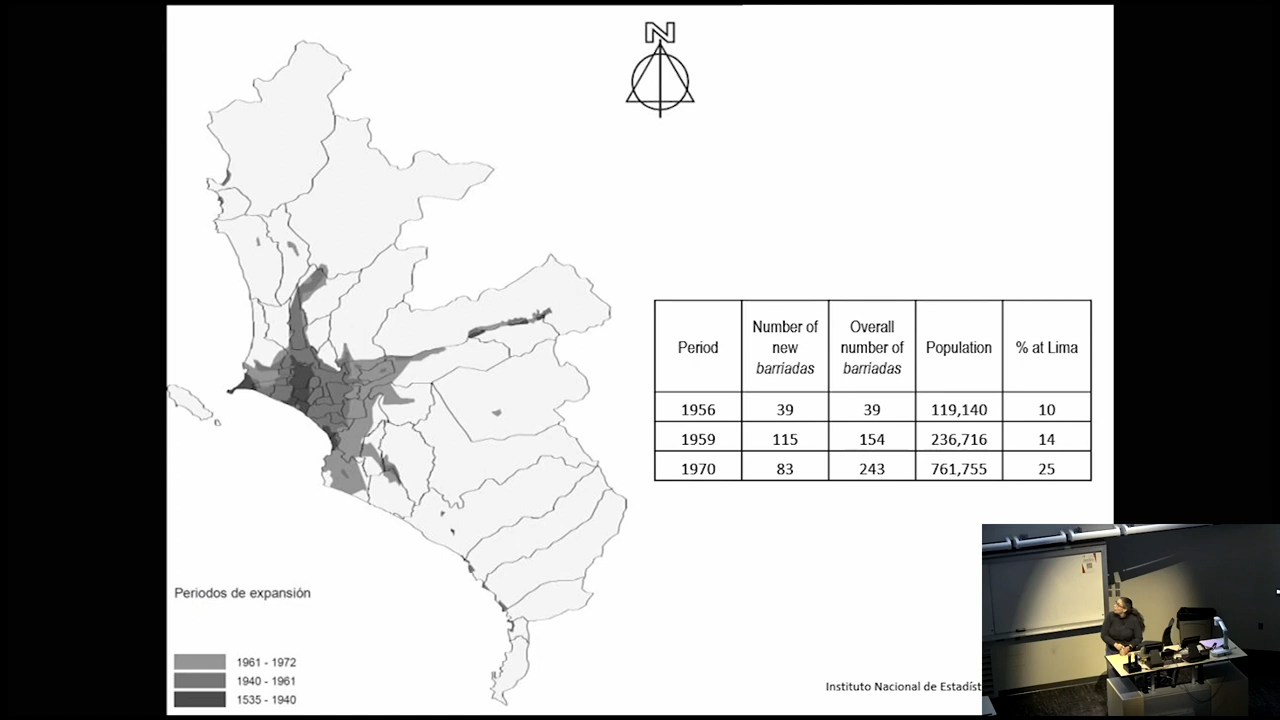 N
Period
Number of
new
barriadas
Overall
number of
barriadas
Population
% at Lima
1956 39 39 119,140 10
1959 115 154 236,716 14
1970 83 243 761,755 25
Periodos de expansión
1961 - 1972
1940 - 1961
1535 - 1940
Instituto Nacional de Estadíst